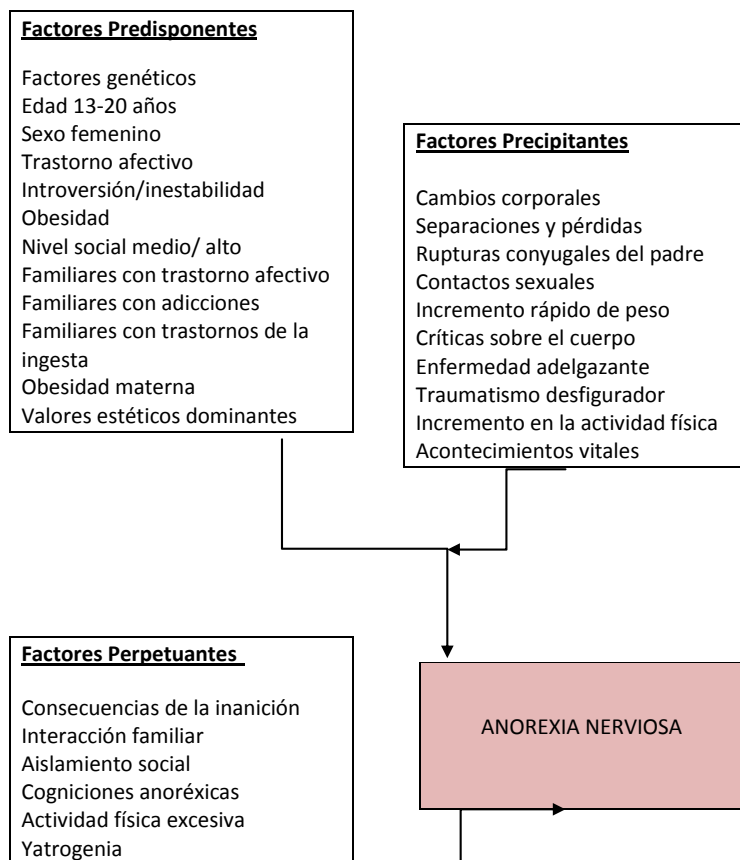 Factores Predisponentes
Factores genéticos
Edad 13-20 años
Sexo femenino
Trastorno afectivo
Introversión/inestabilidad
Obesidad
Nivel social medio/ alto
Familiares con trastorno afectivo
Familiares con adicciones
Familiares con trastornos de la
ingesta
Obesidad materna
Valores estéticos dominantes
Factores Precipitantes
Cambios corporales
Separaciones y pérdidas
Rupturas conyugales del padre
Contactos sexuales
Incremento rápido de peso
Críticas sobre el cuerpo
Enfermedad adelgazante
Traumatismo desfigurador
Incremento en la actividad física
Acontecimientos vitales
Factores Perpetuantes
Consecuencias de la inanición
Interacción familiar
Aislamiento social
Cogniciones anoréxicas
Actividad física excesiva
Yatrogenia
ANOREXIA NERVIOSA